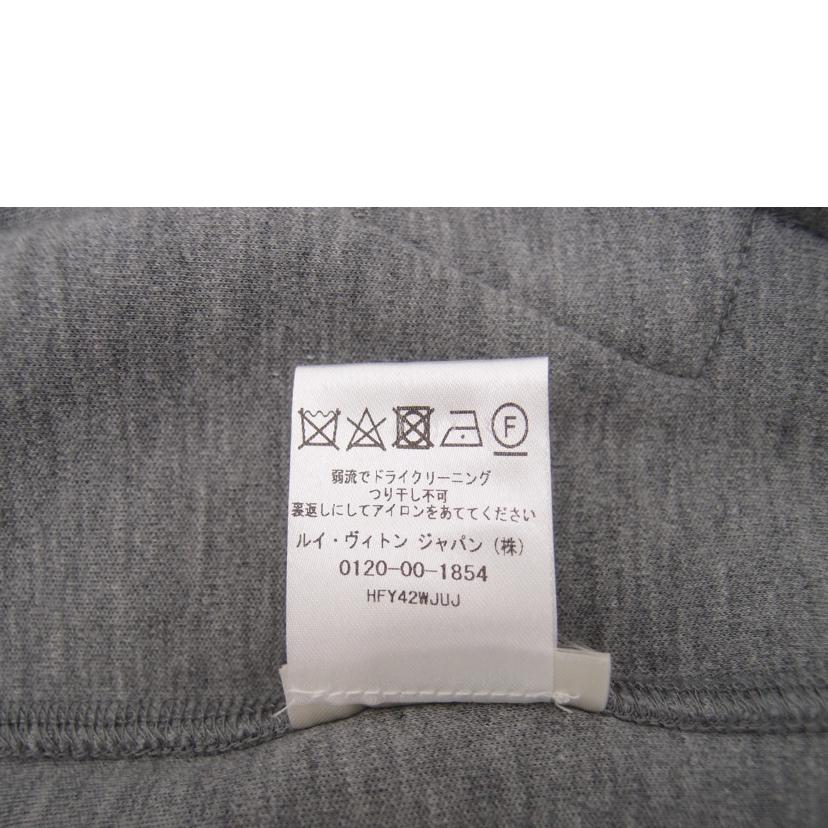 F
弱流でドライクリーニング
つり干し不可
裏返しにしてアイロンをあててください
ルイ・ヴィトン ジャパン（株）
0120-00-1854
HFY42WJUJ